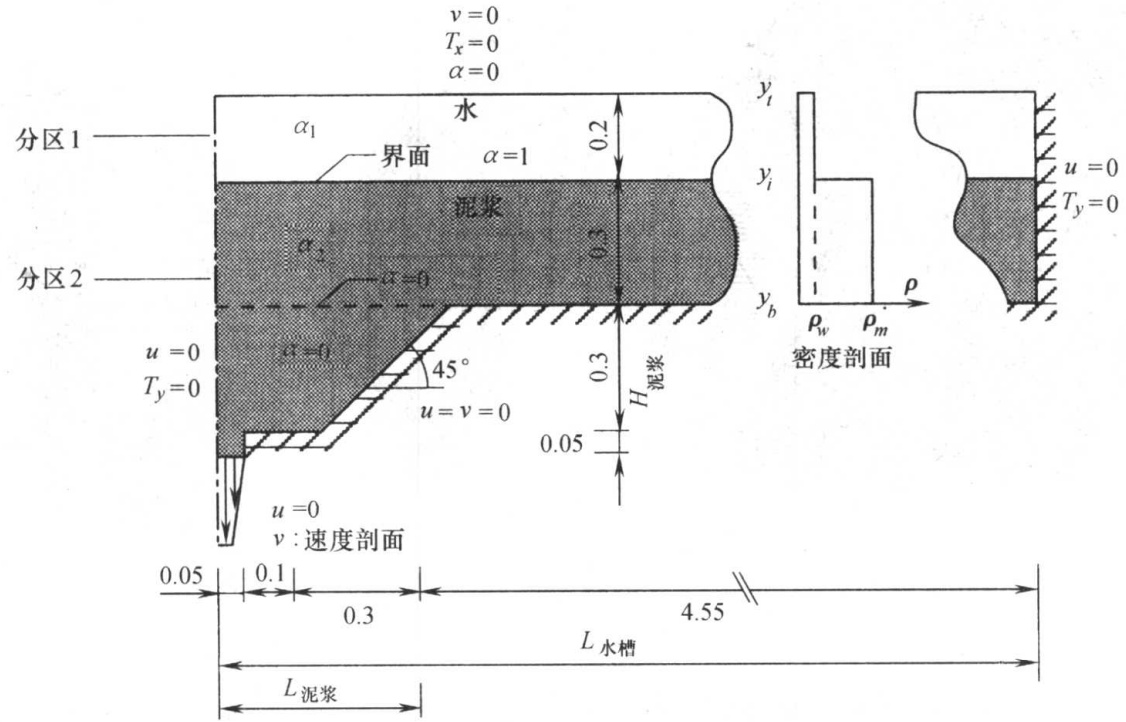 v=0
T_x=0
α=0
水
分区1
α_1
界面
α=1
0.2
泥浆
α_2
0.3
分区2
α=0
α=0
u=0
T_y=0
45°
u=v=0
0.3
H_泥浆
0.05
u=0
v:速度剖面
y_t
y_i
y_b
ρ
ρ_w
ρ_m
密度剖面
u=0
T_y=0
0.05
0.1
0.3
4.55
L_水槽
L_泥浆